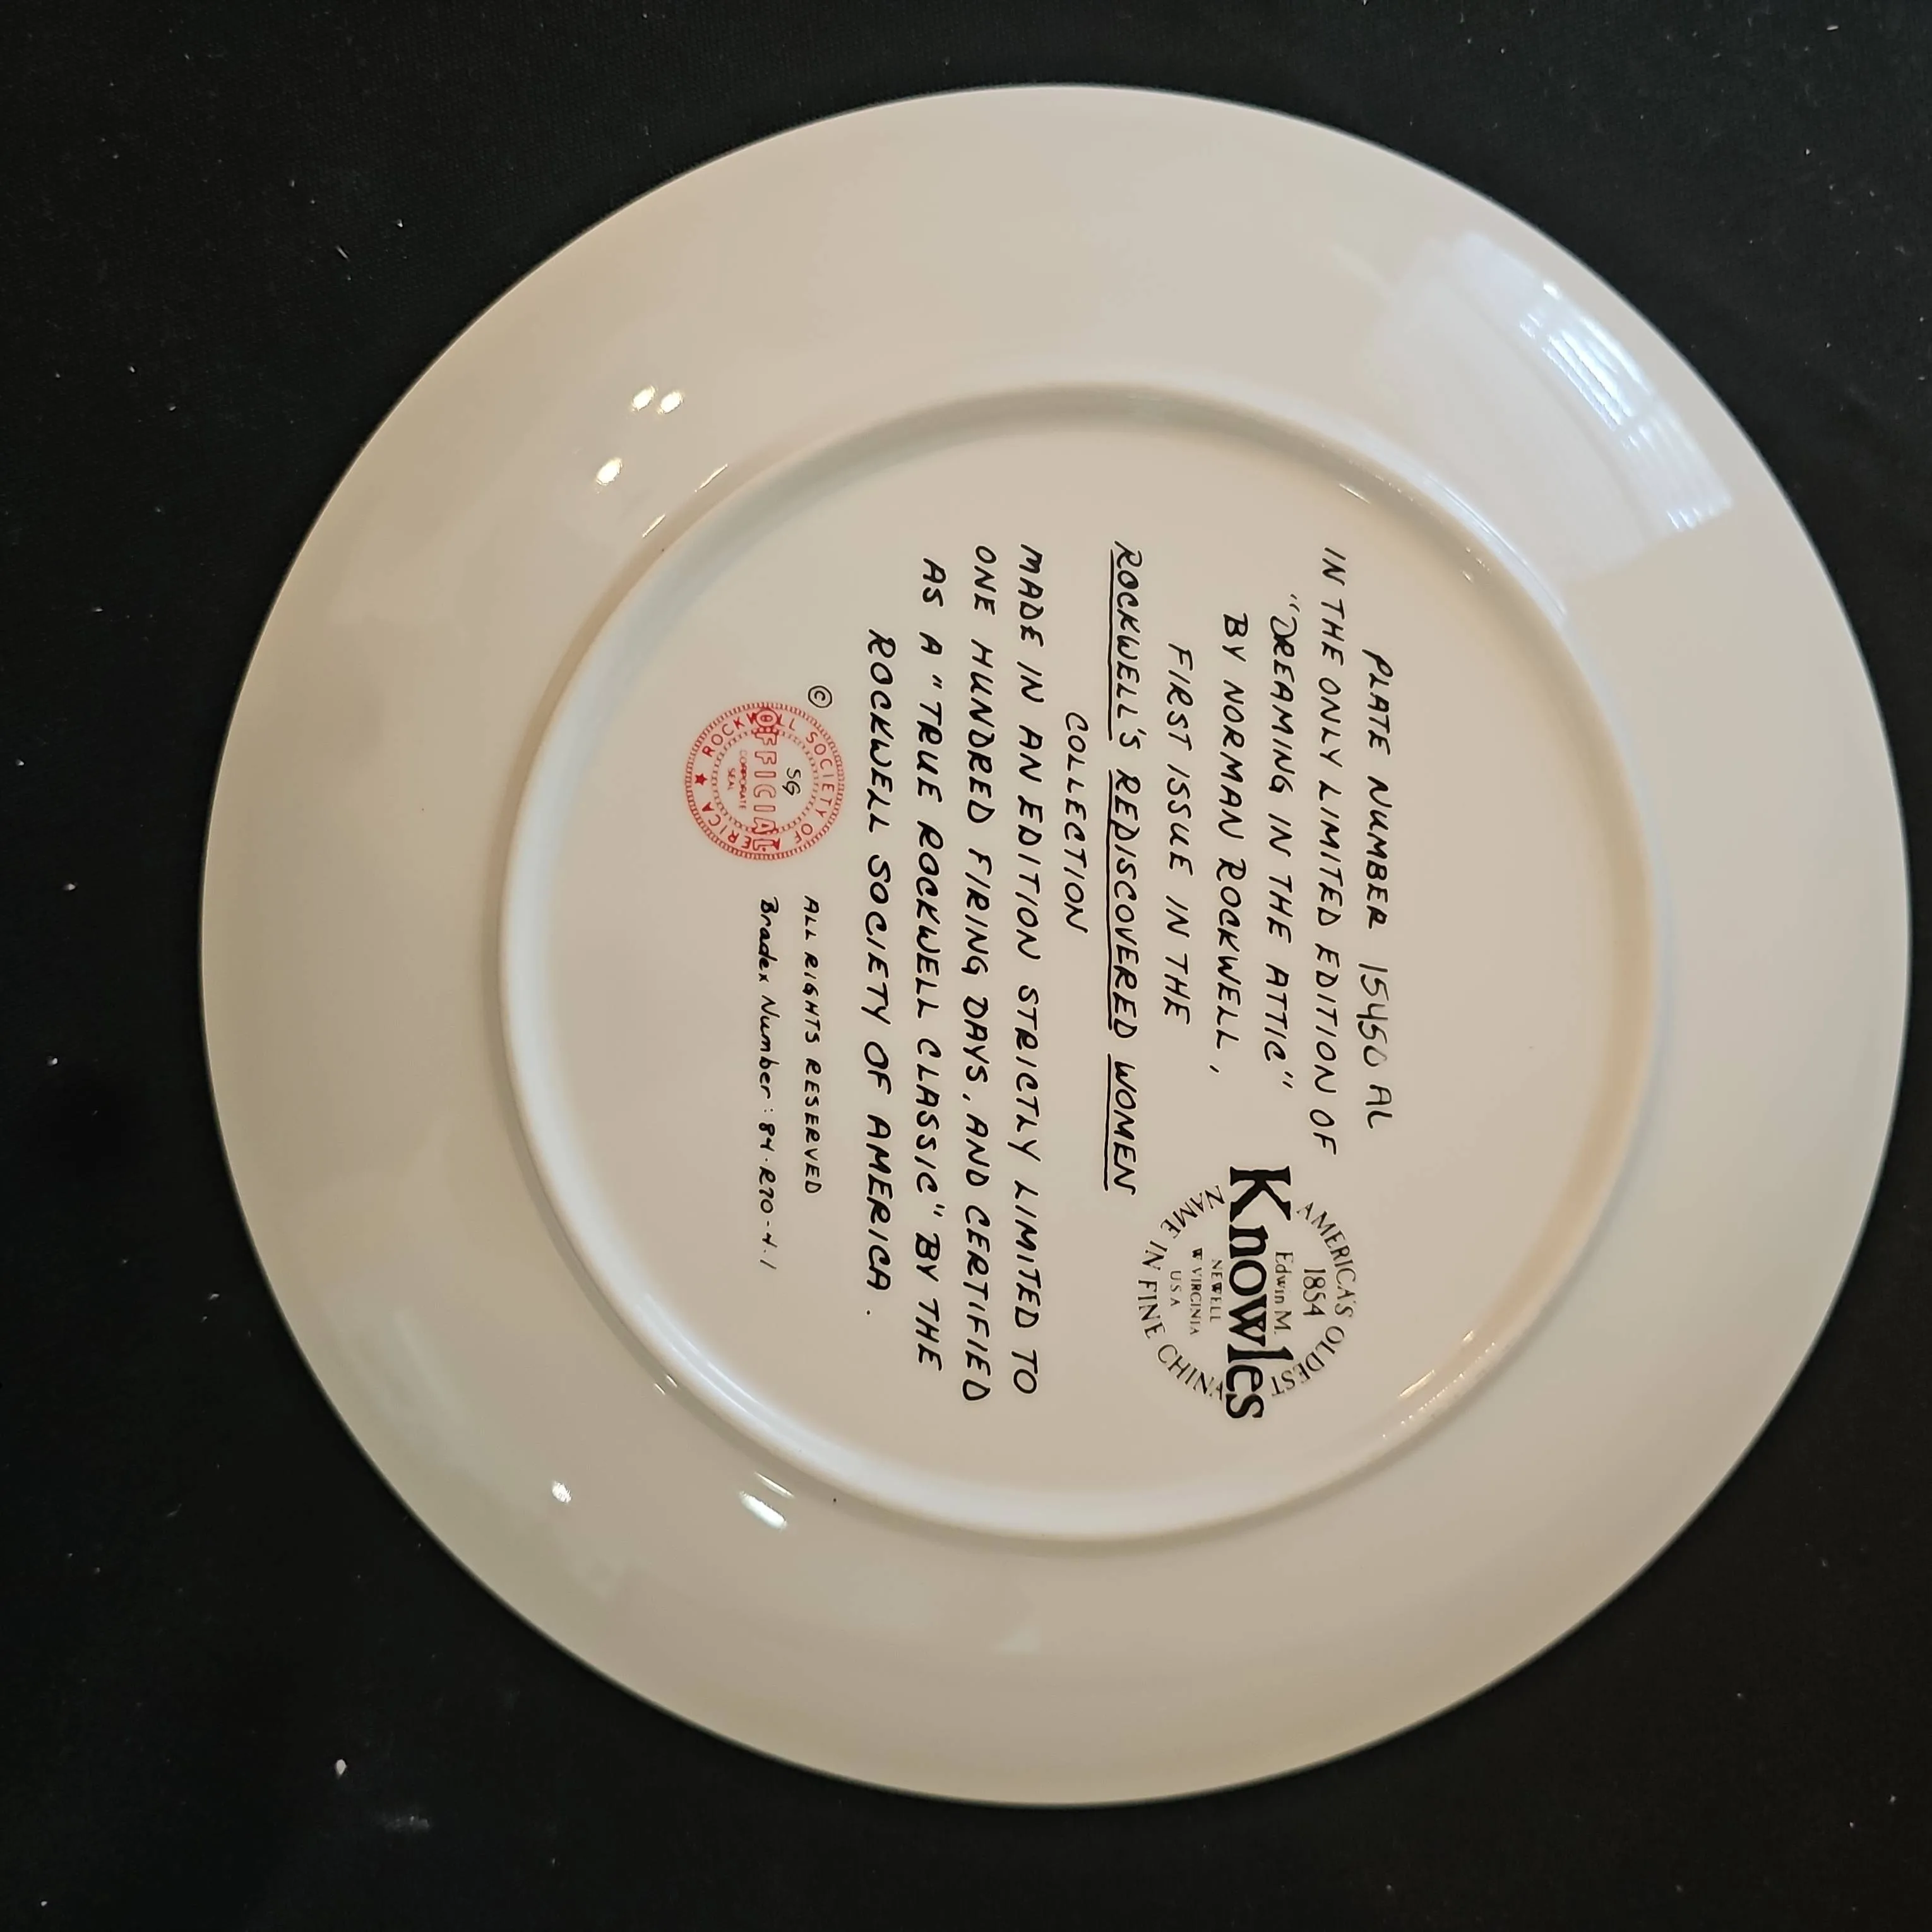 PLATE NUMBER 15450 AL
IN THE ONLY LIMITED EDITION OF
"DREAMING IN THE ATTIC"
BY NORMAN ROCKWELL,
FIRST ISSUE IN THE
ROCKWELL'S REDISCOVERED WOMEN
COLLECTION
AMERICA'S OLDEST
1854
Edwin M.
Knowles
NEWELL
W VIRGINIA
USA
NAME IN FINE CHINA
MADE IN AN EDITION STRICTLY LIMITED TO
ONE HUNDRED FIRING DAYS, AND CERTIFIED
AS A "TRUE ROCKWELL CLASSIC" BY THE
ROCKWELL SOCIETY OF AMERICA.
©
ROCKWELL SOCIETY OF AMERICA
SG
OFFICIAL
CORPORATE
SEAL
ALL RIGHTS RESERVED
Bradex Number: 84-R70-4.1